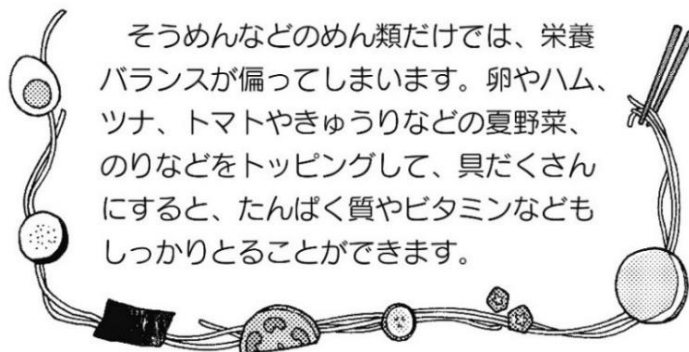 そうめんなどのめん類だけでは、栄養
バランスが偏ってしまいます。卵やハム、
ツナ、トマトやきゅうりなどの夏野菜、
のりなどをトッピングして、具だくさん
にすると、たんぱく質やビタミンなども
しっかりとることができます。